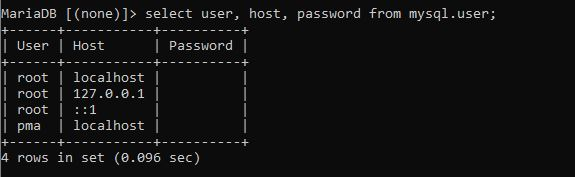 MariaDB [(none)]> select user, host, password from mysql.user;
+------+-----------+----------+
| User | Host      | Password |
+------+-----------+----------+
| root | localhost |          |
| root | 127.0.0.1 |          |
| root | ::1       |          |
| pma  | localhost |          |
+------+-----------+----------+
4 rows in set (0.096 sec)